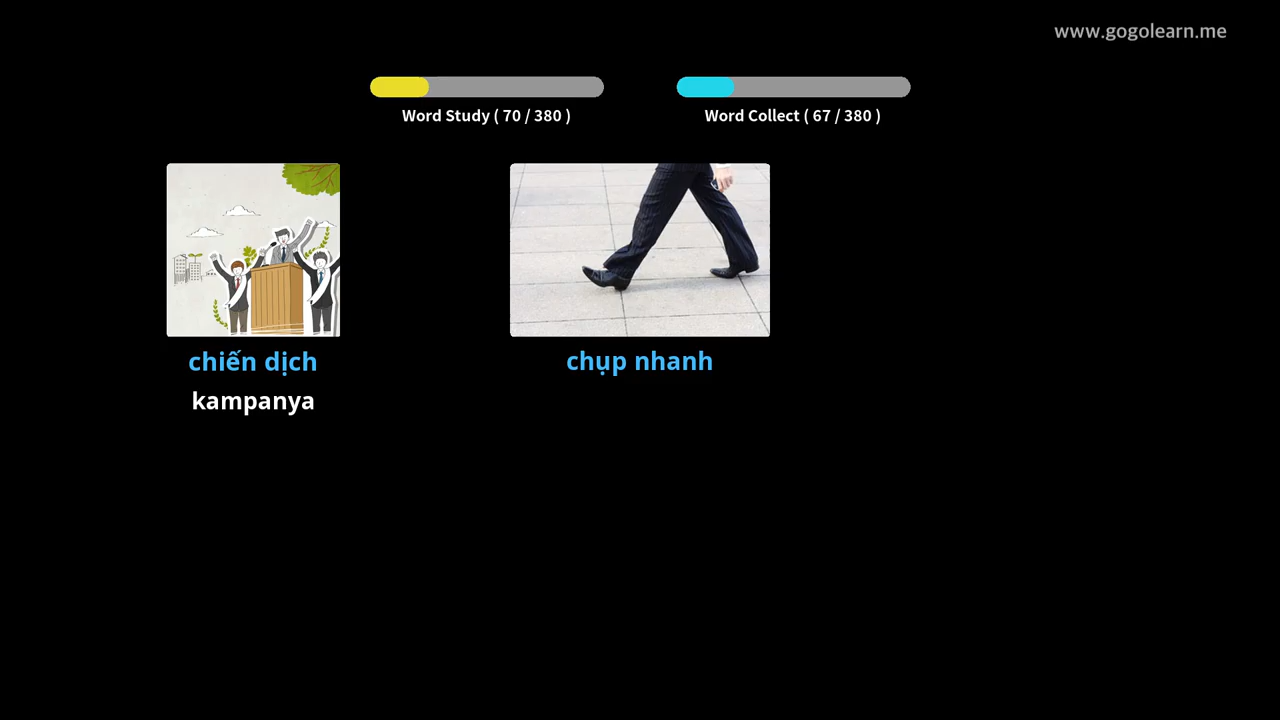 www.gogolearn.me
Word Study ( 70 / 380 )
Word Collect ( 67 / 380 )
chiến dịch
kampanya
chụp nhanh